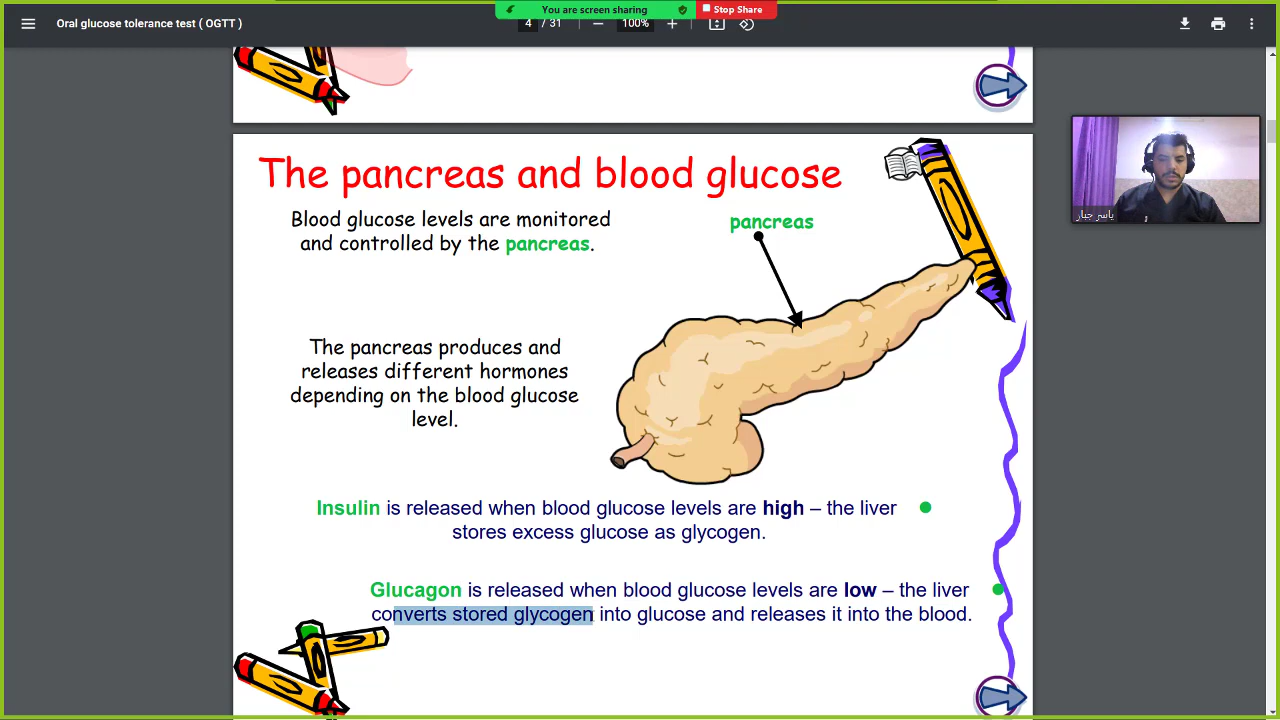 You are screen sharing
Stop Share
Oral glucose tolerance test ( OGTT )
4 / 31
100%
The pancreas and blood glucose
Blood glucose levels are monitored
and controlled by the pancreas.
pancreas
The pancreas produces and
releases different hormones
depending on the blood glucose
level.
Insulin is released when blood glucose levels are high – the liver
stores excess glucose as glycogen.
Glucagon is released when blood glucose levels are low – the liver
converts stored glycogen into glucose and releases it into the blood.
ياسر جبار